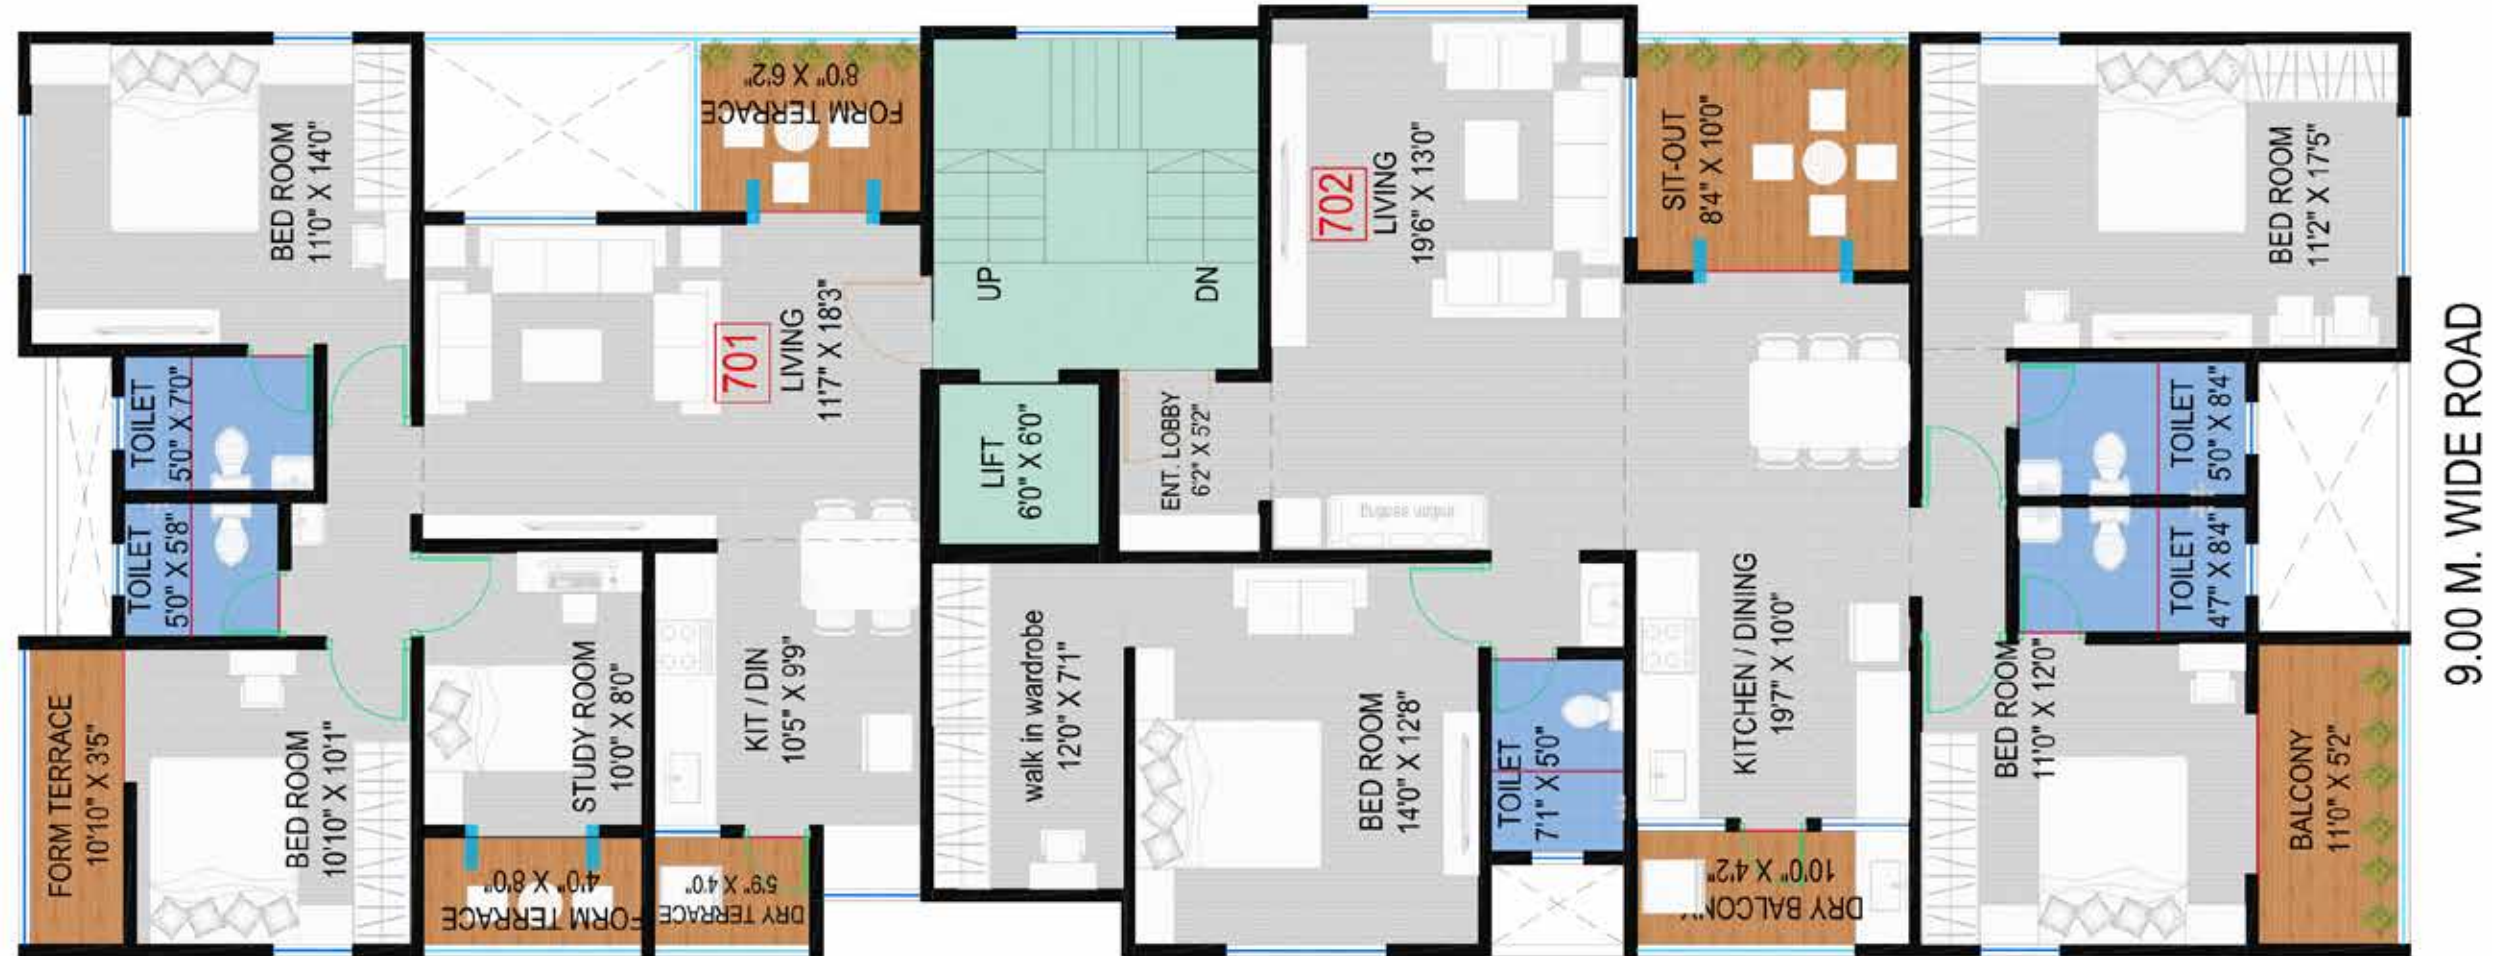 BED ROOM
11'0" X 14'0"
FORM TERRACE
8'0" X 6'2"
TOILET
5'0" X 7'0"
TOILET
5'0" X 5'8"
701
LIVING
11'7" X 18'3"
FORM TERRACE
10'10" X 3'5"
BED ROOM
10'10" X 10'1"
STUDY ROOM
10'0" X 8'0"
KIT / DIN
10'5" X 9'9"
FORM TERRACE
4'0" X 8'0"
DRY TERRACE
5'9" X 4'0"
UP
DN
LIFT
6'0" X 6'0"
ENT. LOBBY
6'2" X 5'2"
702
LIVING
19'6" X 13'0"
SIT-OUT
8'4" X 10'0"
BED ROOM
11'2" X 17'5"
indian seating
walk in wardrobe
12'0" X 7'1"
BED ROOM
14'0" X 12'8"
TOILET
7'1" X 5'0"
KITCHEN / DINING
19'7" X 10'0"
DRY BALCONY
10'0" X 4'2"
TOILET
5'0" X 8'4"
TOILET
4'7" X 8'4"
BED ROOM
11'0" X 12'0"
BALCONY
11'0" X 5'2"
9.00 M. WIDE ROAD